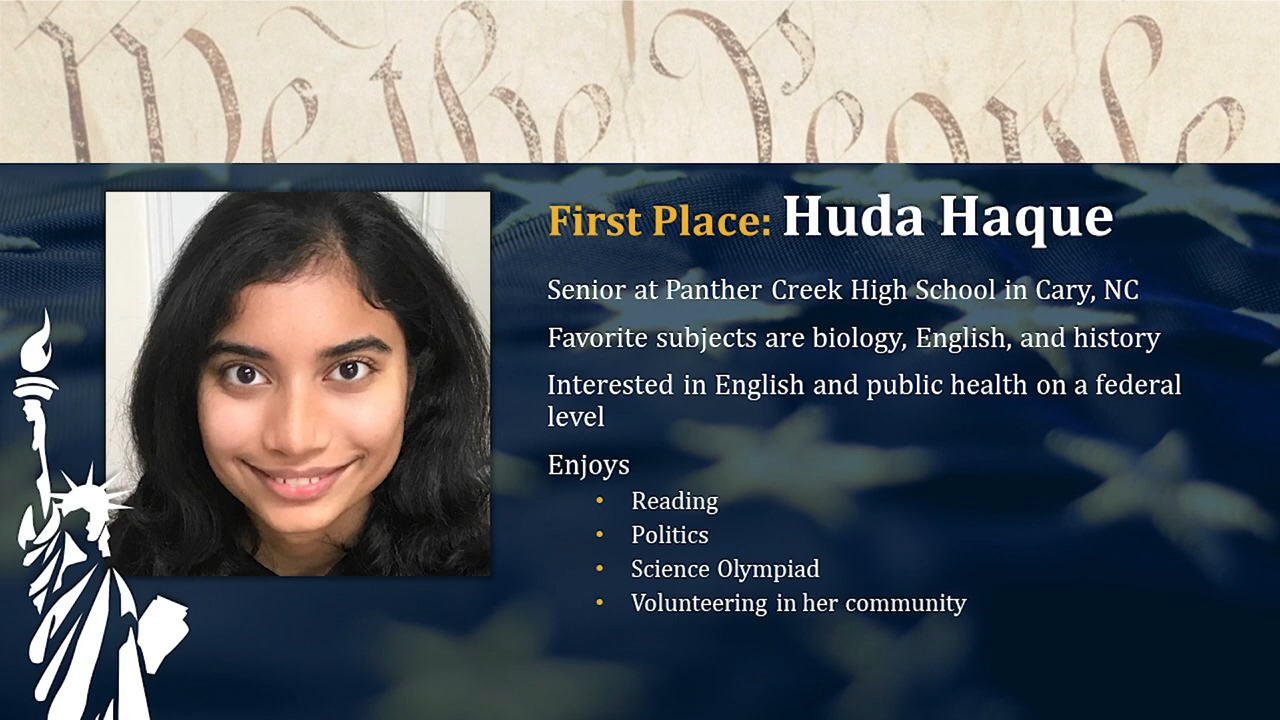 We the People
First Place: Huda Haque
Senior at Panther Creek High School in Cary, NC
Favorite subjects are biology, English, and history
Interested in English and public health on a federal
level
Enjoys
• Reading
• Politics
• Science Olympiad
• Volunteering in her community